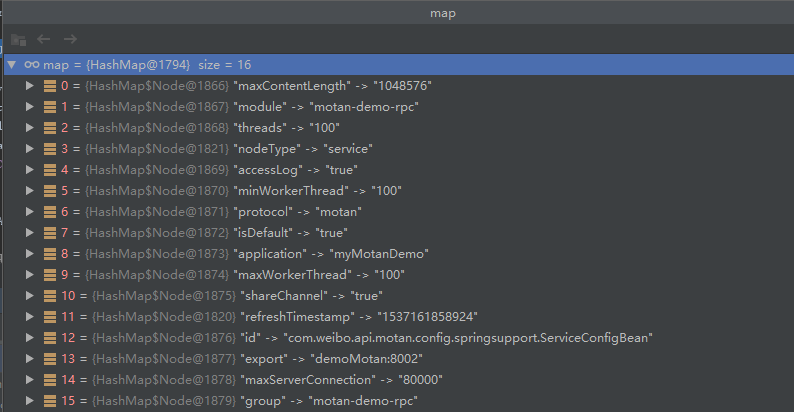 map
map = {HashMap@1794} size = 16
0 = {HashMap$Node@1866} "maxContentLength" -> "1048576"
1 = {HashMap$Node@1867} "module" -> "motan-demo-rpc"
2 = {HashMap$Node@1868} "threads" -> "100"
3 = {HashMap$Node@1821} "nodeType" -> "service"
4 = {HashMap$Node@1869} "accessLog" -> "true"
5 = {HashMap$Node@1870} "minWorkerThread" -> "100"
6 = {HashMap$Node@1871} "protocol" -> "motan"
7 = {HashMap$Node@1872} "isDefault" -> "true"
8 = {HashMap$Node@1873} "application" -> "myMotanDemo"
9 = {HashMap$Node@1874} "maxWorkerThread" -> "100"
10 = {HashMap$Node@1875} "shareChannel" -> "true"
11 = {HashMap$Node@1820} "refreshTimestamp" -> "1537161858924"
12 = {HashMap$Node@1876} "id" -> "com.weibo.api.motan.config.springsupport.ServiceConfigBean"
13 = {HashMap$Node@1877} "export" -> "demoMotan:8002"
14 = {HashMap$Node@1878} "maxServerConnection" -> "80000"
15 = {HashMap$Node@1879} "group" -> "motan-demo-rpc"